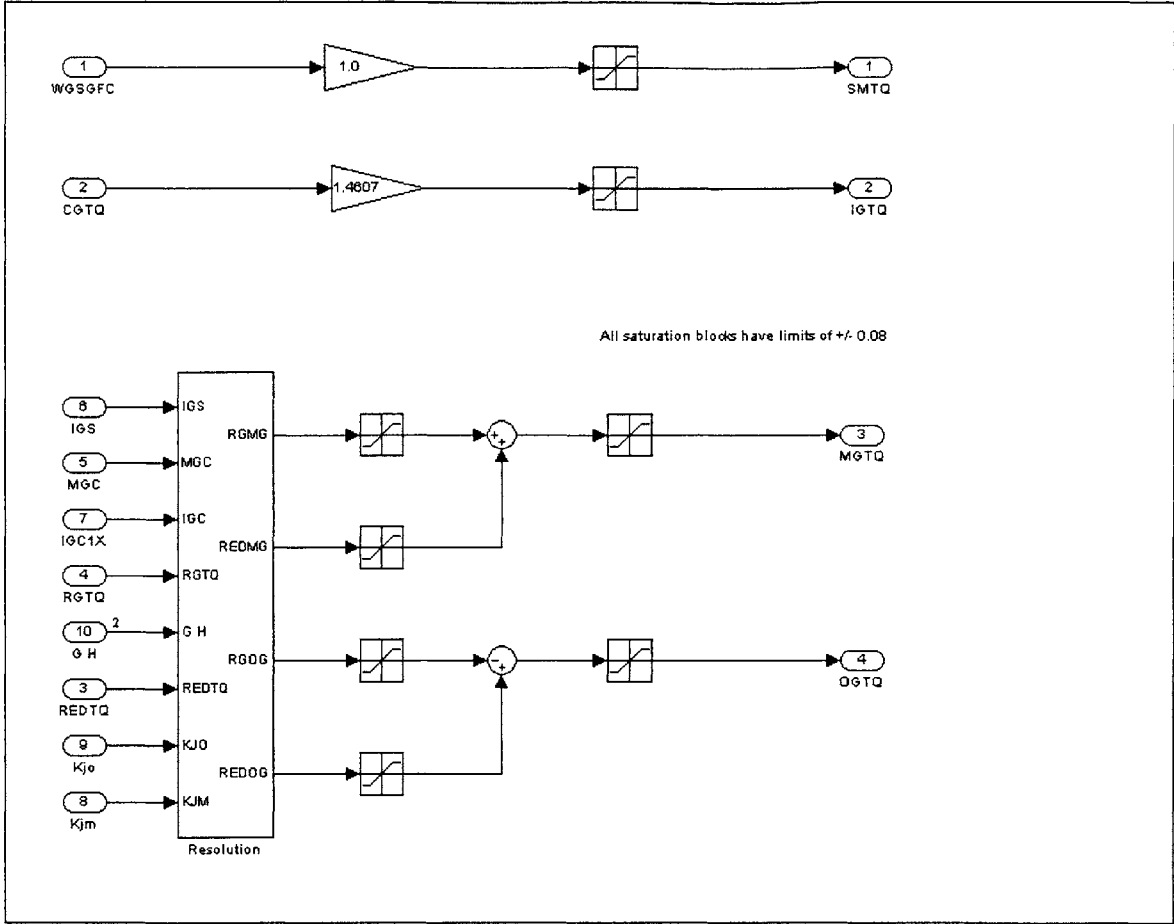 1
WGSGFC
1.0
1
SMTQ
2
CGTQ
1.4607
2
IGTQ
All saturation blocks have limits of +/- 0.08
6
IGS
5
MGC
7
IGC1X
4
RGTQ
10
2
G H
3
REDTQ
9
Kjo
8
Kjm
IGS
MGC
IGC
RGTQ
G H
REDTQ
KJO
KJM
RGMG
REDMG
RGOG
REDOG
Resolution
+
+
-
+
3
MGTQ
4
OGTQ